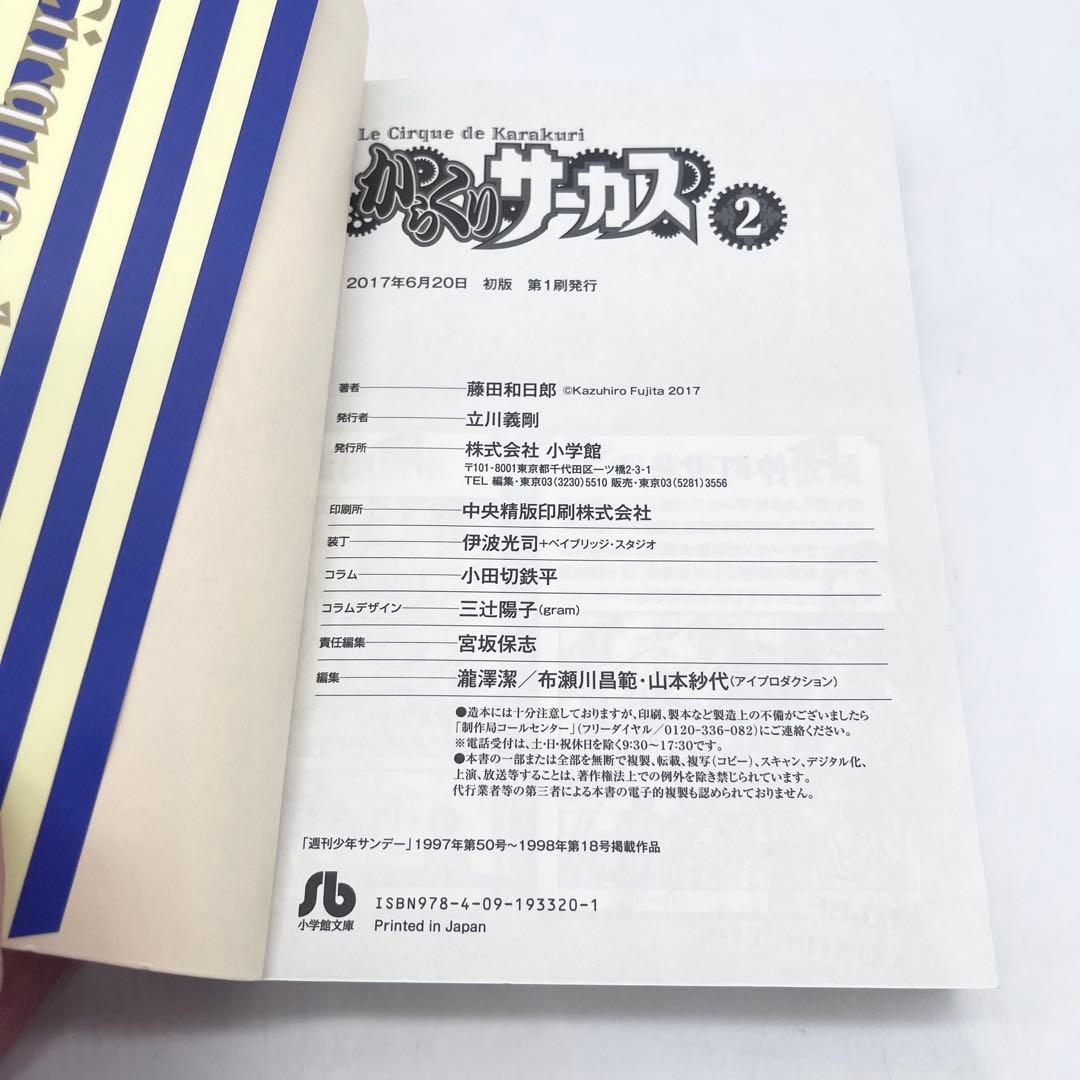 Cirque
Le Cirque de Karakuri
からくりサーカス 2
2017年6月20日 初版 第1刷発行
著者 藤田和日郎 ©Kazuhiro Fujita 2017
発行者 立川義剛
発行所 株式会社 小学館
〒101-8001東京都千代田区一ツ橋2-3-1
TEL 編集・東京03(3230)5510 販売・東京03(5281)3556
印刷所 中央精版印刷株式会社
装丁 伊波光司+ベイブリッジ・スタジオ
コラム 小田切鉄平
コラムデザイン 三辻陽子(gram)
責任編集 宮坂保志
編集 瀧澤潔／布瀬川昌範・山本紗代(アイプロダクション)
●造本には十分注意しておりますが、印刷、製本など製造上の不備がございましたら
「制作局コールセンター」(フリーダイヤル／0120-336-082)にご連絡ください。
※電話受付は、土・日・祝休日を除く9:30〜17:30です。
●本書の一部または全部を無断で複製、転載、複写(コピー)、スキャン、デジタル化、
上演、放送等することは、著作権法上での例外を除き禁じられています。
代行業者等の第三者による本書の電子的複製も認められておりません。
「週刊少年サンデー」1997年第50号〜1998年第18号掲載作品
sb
小学館文庫
ISBN978-4-09-193320-1
Printed in Japan